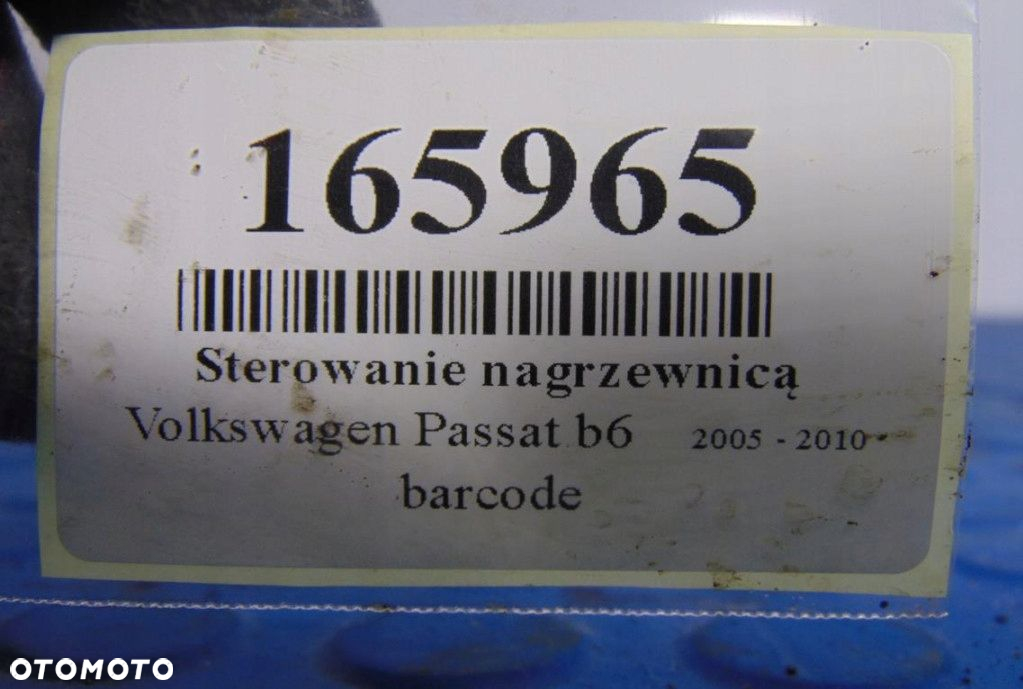 165965
Sterowanie nagrzewnicą
Volkswagen Passat b6 2005 - 2010
barcode
OTOMOTO